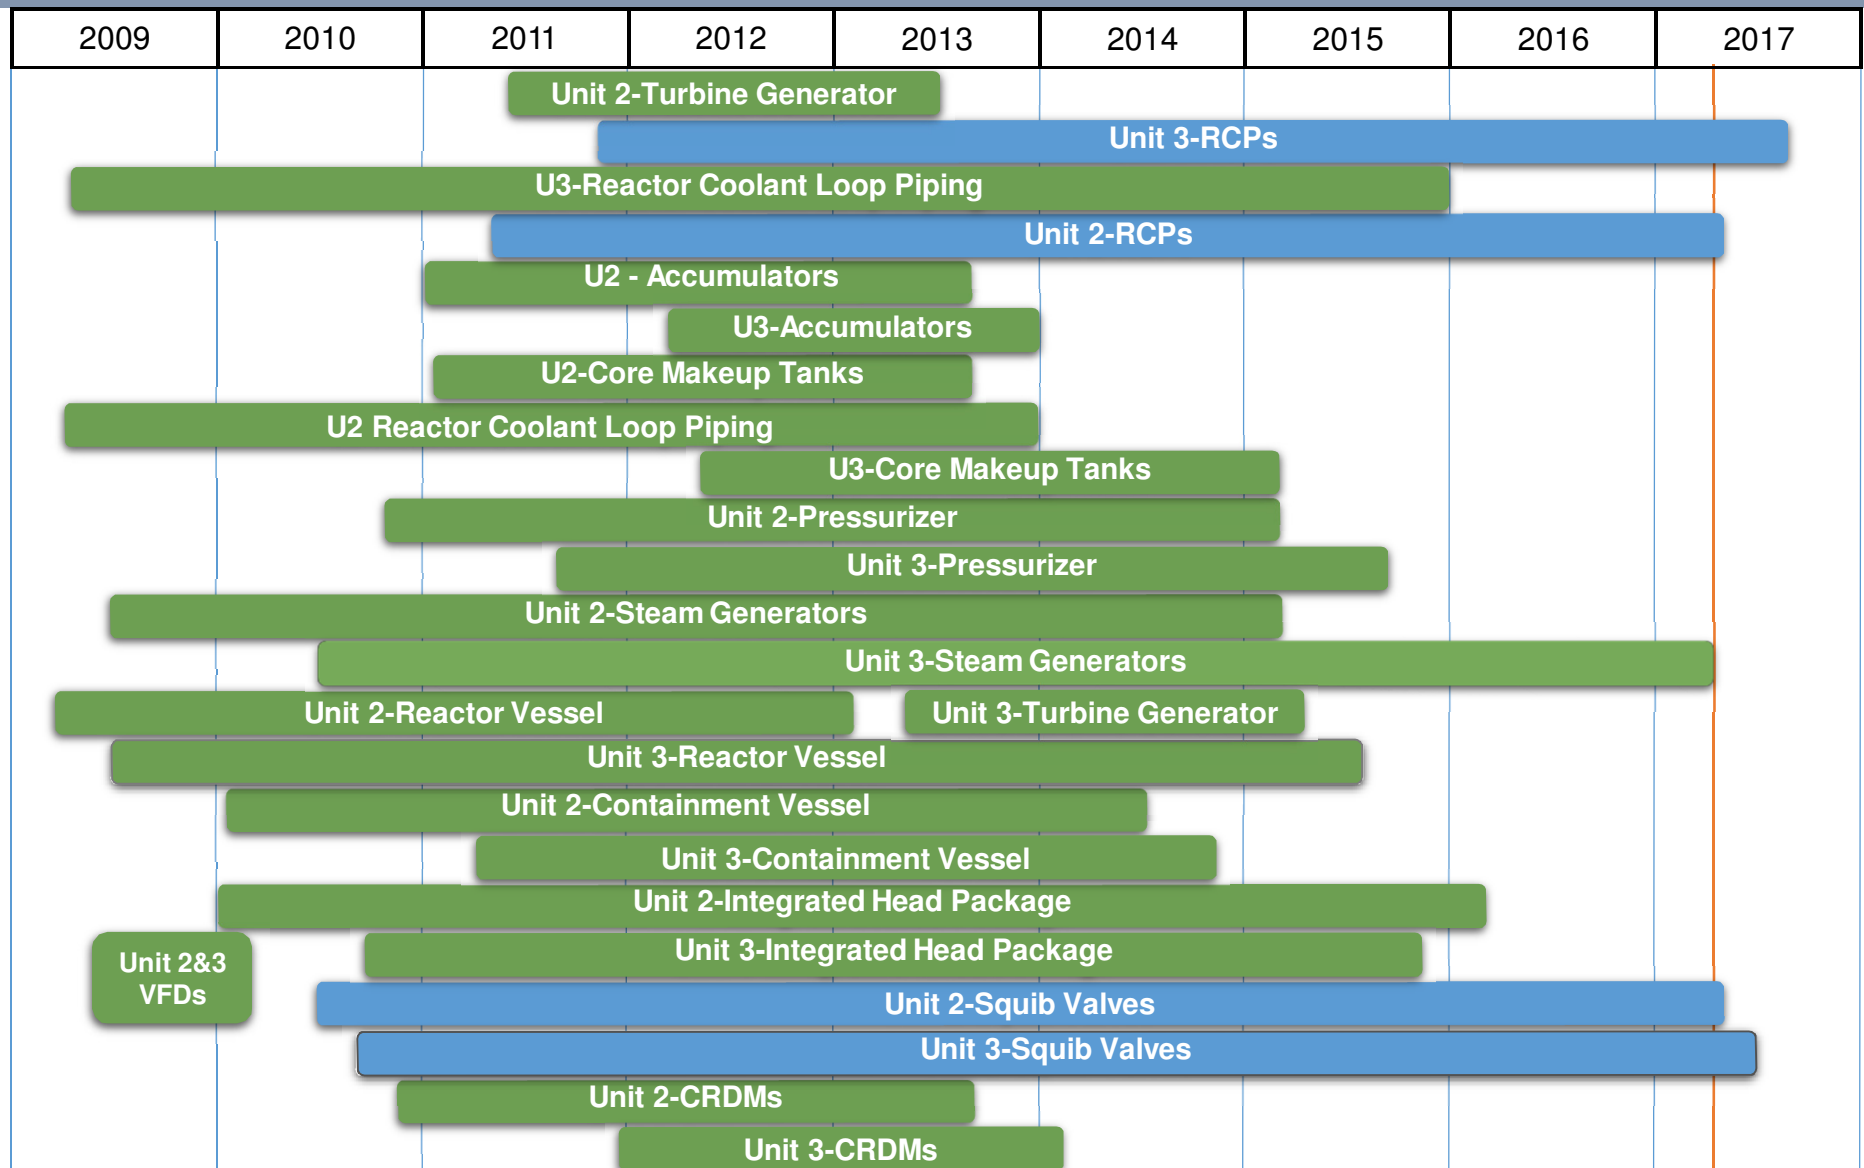 2009 2010 2011 2012 2013 2014 2015 2016 2017
Unit 2-Turbine Generator
Unit 3-RCPs
U3-Reactor Coolant Loop Piping
Unit 2-RCPs
U2 - Accumulators
U3-Accumulators
U2-Core Makeup Tanks
U2 Reactor Coolant Loop Piping
U3-Core Makeup Tanks
Unit 2-Pressurizer
Unit 3-Pressurizer
Unit 2-Steam Generators
Unit 3-Steam Generators
Unit 2-Reactor Vessel Unit 3-Turbine Generator
Unit 3-Reactor Vessel
Unit 2-Containment Vessel
Unit 3-Containment Vessel
Unit 2-Integrated Head Package
Unit 3-Integrated Head Package
Unit 2&3
VFDs
Unit 2-Squib Valves
Unit 3-Squib Valves
Unit 2-CRDMs
Unit 3-CRDMs